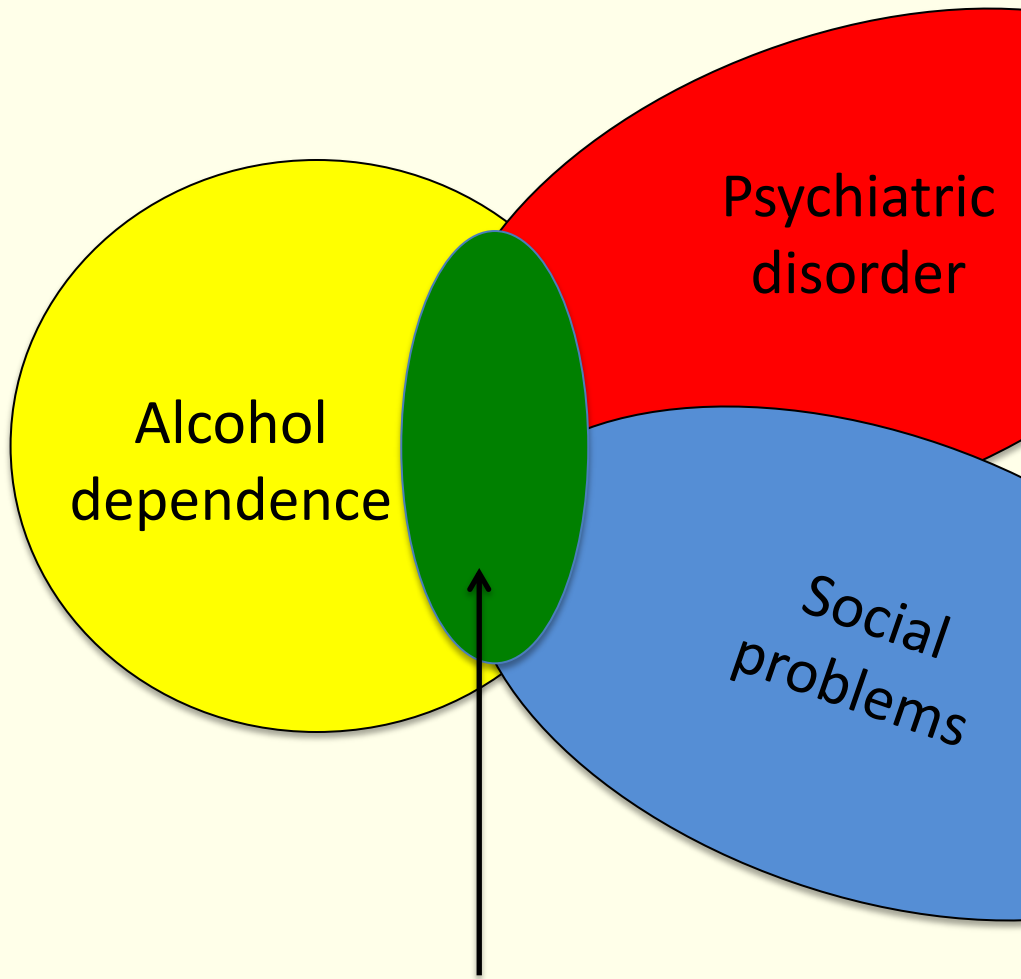 Psychiatric
disorder
Alcohol
dependence
Social
problems